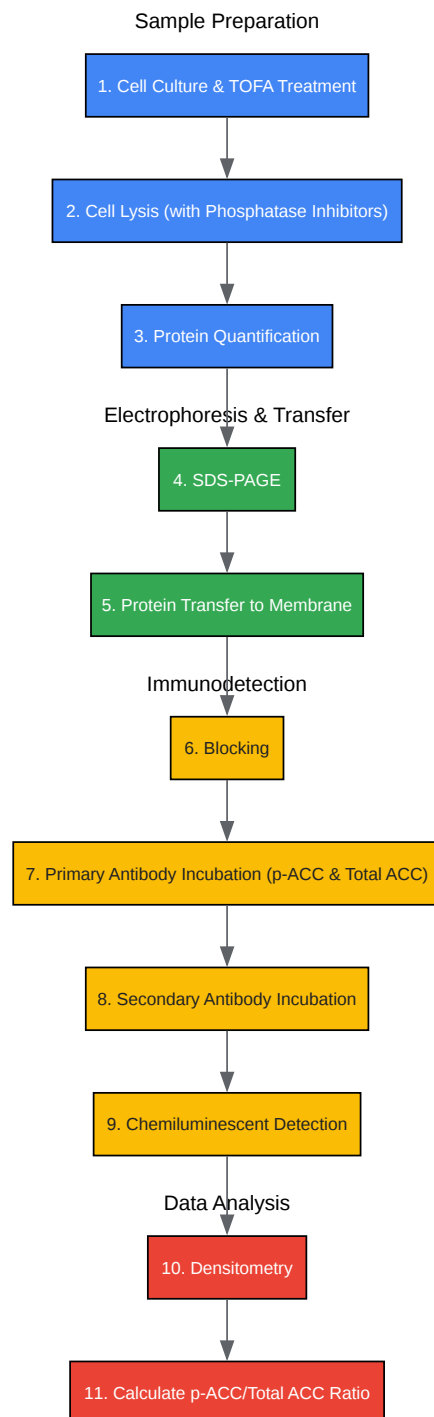 Sample Preparation
1. Cell Culture & TOFA Treatment
2. Cell Lysis (with Phosphatase Inhibitors)
3. Protein Quantification
Electrophoresis & Transfer
4. SDS-PAGE
5. Protein Transfer to Membrane
Immunodetection
6. Blocking
7. Primary Antibody Incubation (p-ACC & Total ACC)
8. Secondary Antibody Incubation
9. Chemiluminescent Detection
Data Analysis
10. Densitometry
11. Calculate p-ACC/Total ACC Ratio